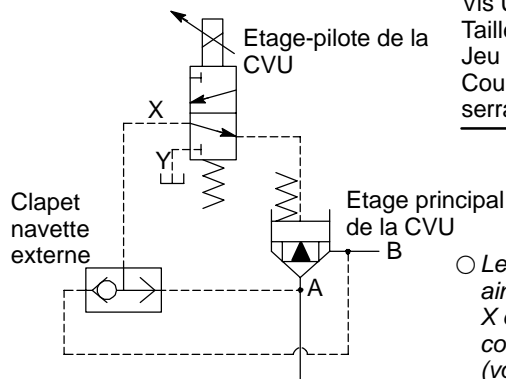 Etage-pilote de la
CVU
X
Y
Clapet
navette
externe
Etage principal
de la CVU
B
A
Vis
Taille
Jeu
Cou
serra
○ Le
air
X
co
(vo